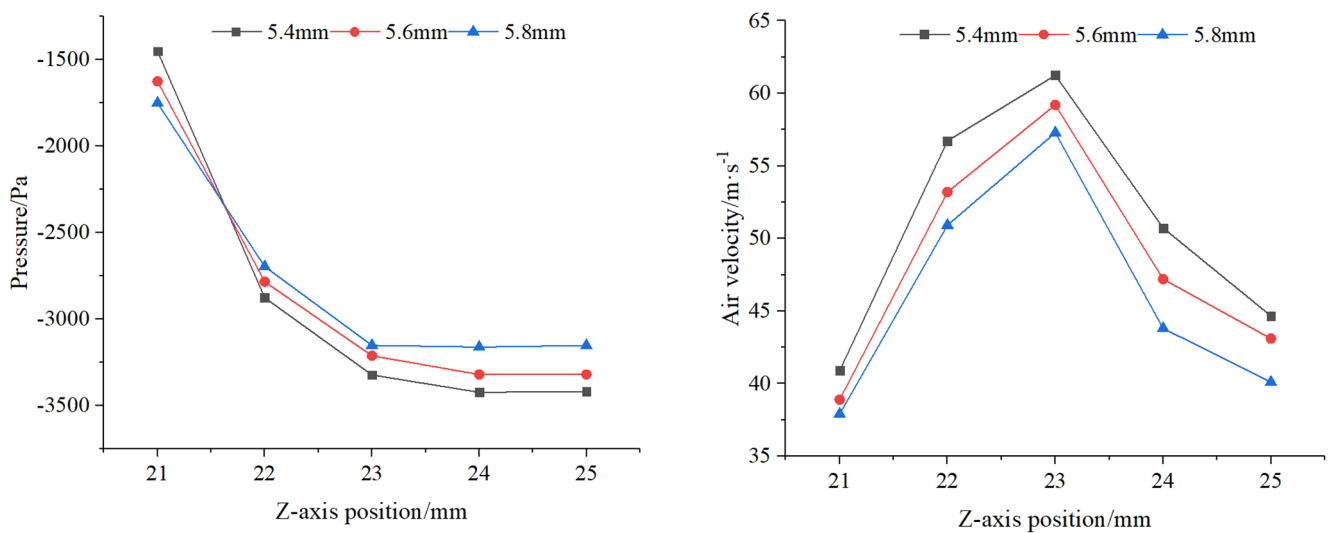 5.4mm 5.6mm 5.8mm
-1500
-2000
-2500
-3000
-3500
Pressure/Pa
21 22 23 24 25
Z-axis position/mm
5.4mm 5.6mm 5.8mm
65
60
55
50
45
40
35
Air velocity/m·s⁻¹
21 22 23 24 25
Z-axis position/mm